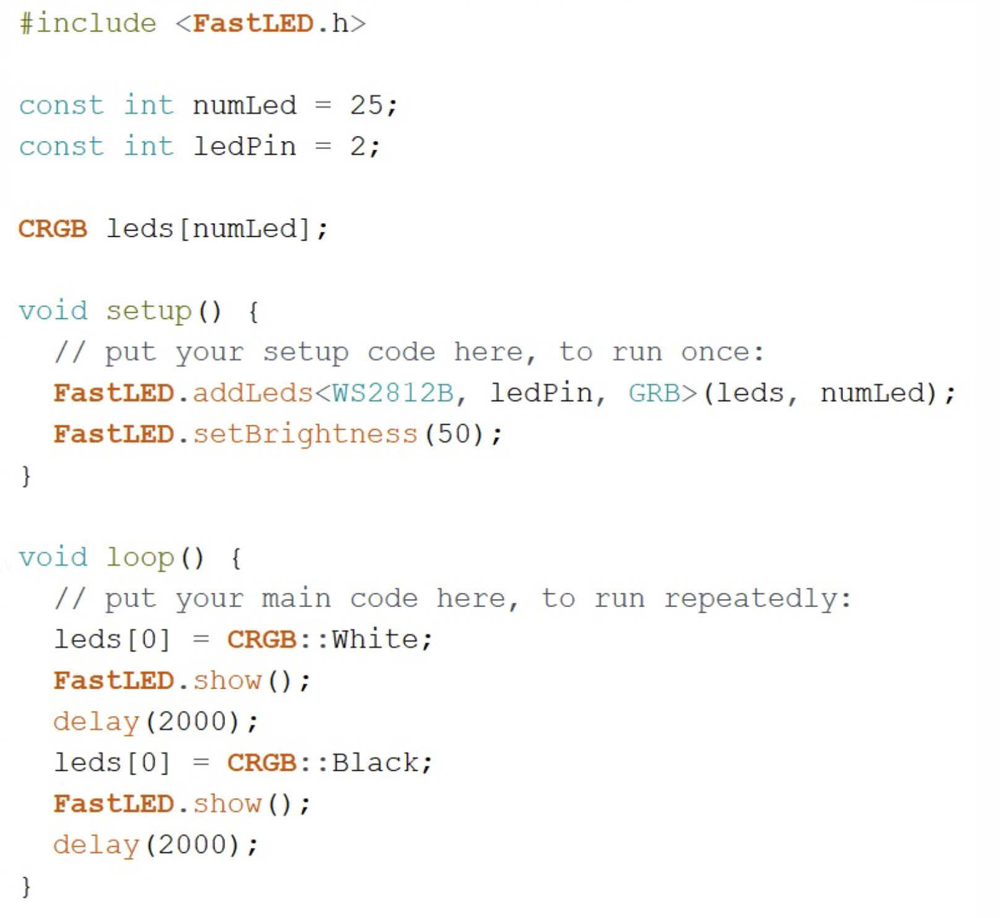 #include <FastLED.h>
const int numLed = 25;
const int ledPin = 2;
CRGB leds[numLed];
void setup() {
// put your setup code here, to run once:
FastLED.addLeds<WS2812B, ledPin, GRB>(leds, numLed);
FastLED.setBrightness(50);
}
void loop() {
// put your main code here, to run repeatedly:
leds[0] = CRGB::White;
FastLED.show();
delay(2000);
leds[0] = CRGB::Black;
FastLED.show();
delay(2000);
}